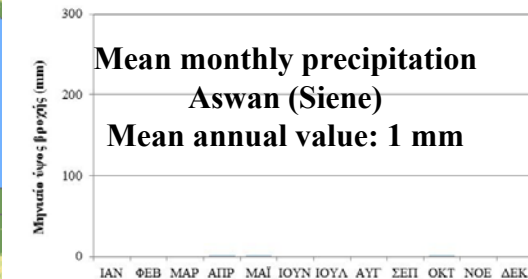 300
Mean monthly precipitation
Aswan (Siene)
Mean annual value: 1 mm
200
100
0
Μηνιαίο ύψος βροχής (mm)
ΙΑΝ ΦΕΒ ΜΑΡ ΑΠΡ ΜΑΪ ΙΟΥΝ ΙΟΥΛ ΑΥΓ ΣΕΠ ΟΚΤ ΝΟΕ ΔΕΚ